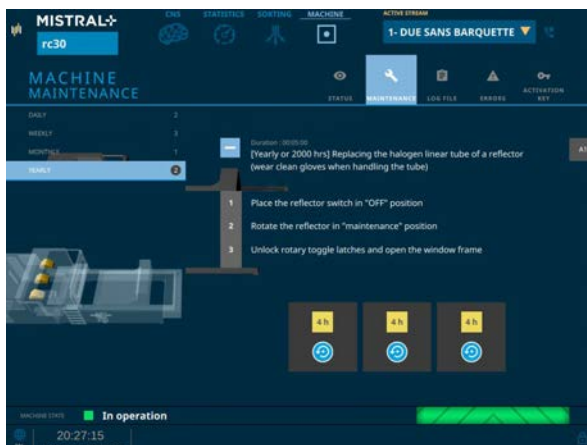 MISTRAL+
rc30
CNS
STATISTICS
SORTING
MACHINE
ACTIVE STREAM
1- DUE SANS BARQUETTE
MACHINE
MAINTENANCE
STATUS
MAINTENANCE
LOG FILE
ERRORS
ACTIVATION
KEY
DAILY 2
WEEKLY 3
MONTHLY 1
YEARLY 2
Duration : 00:05:00
[Yearly or 2000 hrs] Replacing the halogen linear tube of a reflector
(wear clean gloves when handling the tube)
1 Place the reflector switch in "OFF" position
2 Rotate the reflector in "maintenance" position
3 Unlock rotary toggle latches and open the window frame
4 h
4 h
4 h
MACHINE STATE
In operation
20:27:15